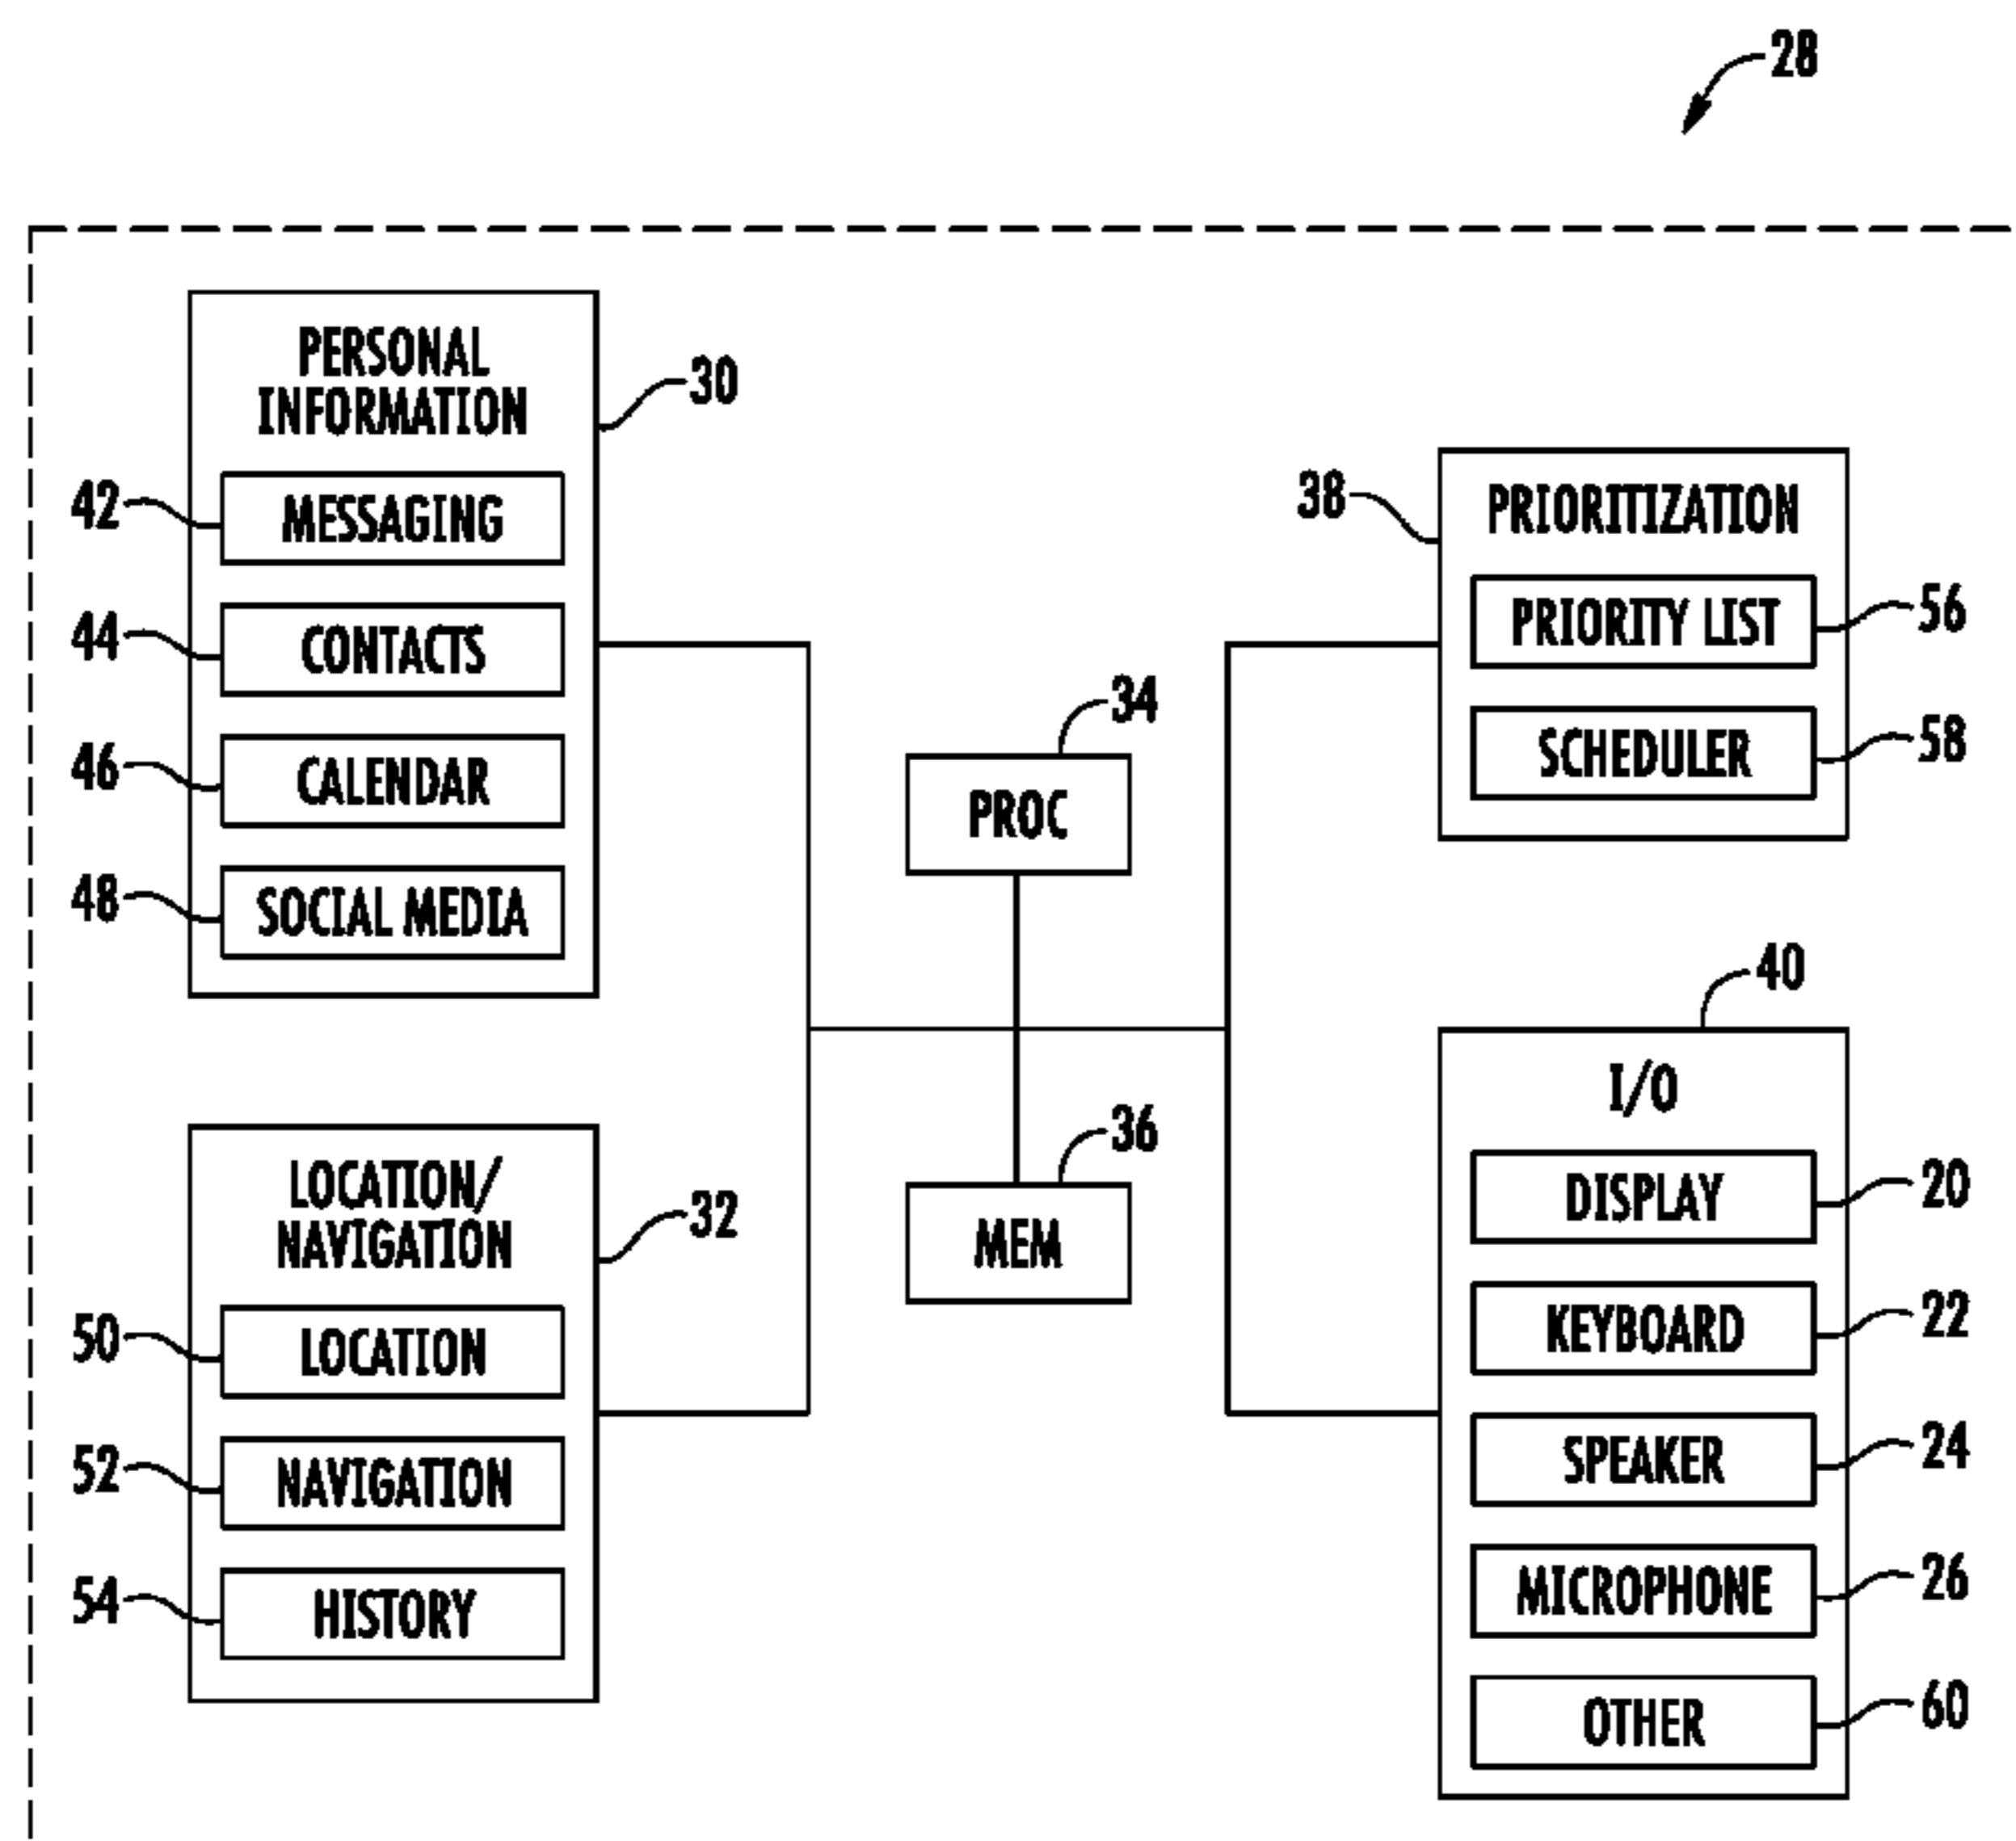 28
PERSONAL
INFORMATION
30
42
MESSAGING
44
CONTACTS
46
CALENDAR
48
SOCIAL MEDIA
LOCATION/
NAVIGATION
32
50
LOCATION
52
NAVIGATION
54
HISTORY
34
PROC
36
MEM
38
PRIORITIZATION
PRIORITY LIST
56
SCHEDULER
58
40
I/O
DISPLAY
20
KEYBOARD
22
SPEAKER
24
MICROPHONE
26
OTHER
60